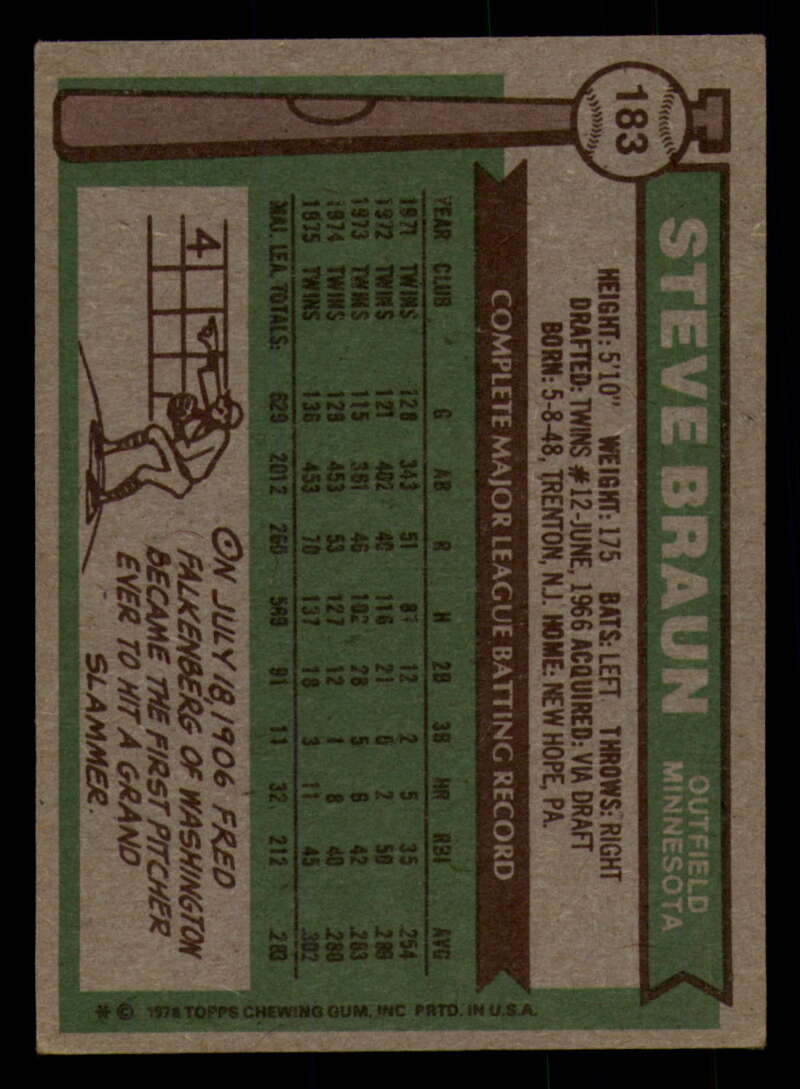 183
STEVE BRAUN
OUTFIELD
MINNESOTA
HEIGHT: 5'10" WEIGHT: 175 BATS: LEFT. THROWS: RIGHT
DRAFTED: TWINS #12-JUNE, 1966 ACQUIRED: VIA DRAFT
BORN: 5-8-48, TRENTON, N.J. HOME: NEW HOPE, PA.
COMPLETE MAJOR LEAGUE BATTING RECORD
YEAR CLUB G AB R H 2B 3B HR RBI AVG
1971 TWINS 128 343 51 87 12 2 5 35 .254
1972 TWINS 121 402 40 116 21 2 50 .289
1973 TWINS 115 361 46 102 28 5 6 42 .283
1974 TWINS 129 453 53 127 12 1 8 40 .280
1975 TWINS 136 453 70 137 18 3 11 45 .302
MAJ. LEA. TOTALS: 629 2012 260 569 91 11 32 212 .283
4
ON JULY 18, 1906 FRED
FALKENBERG OF WASHINGTON
BECAME THE FIRST PITCHER
EVER TO HIT A GRAND
SLAMMER.
* © 1976 TOPPS CHEWING GUM, INC PRTD. IN U.S.A.